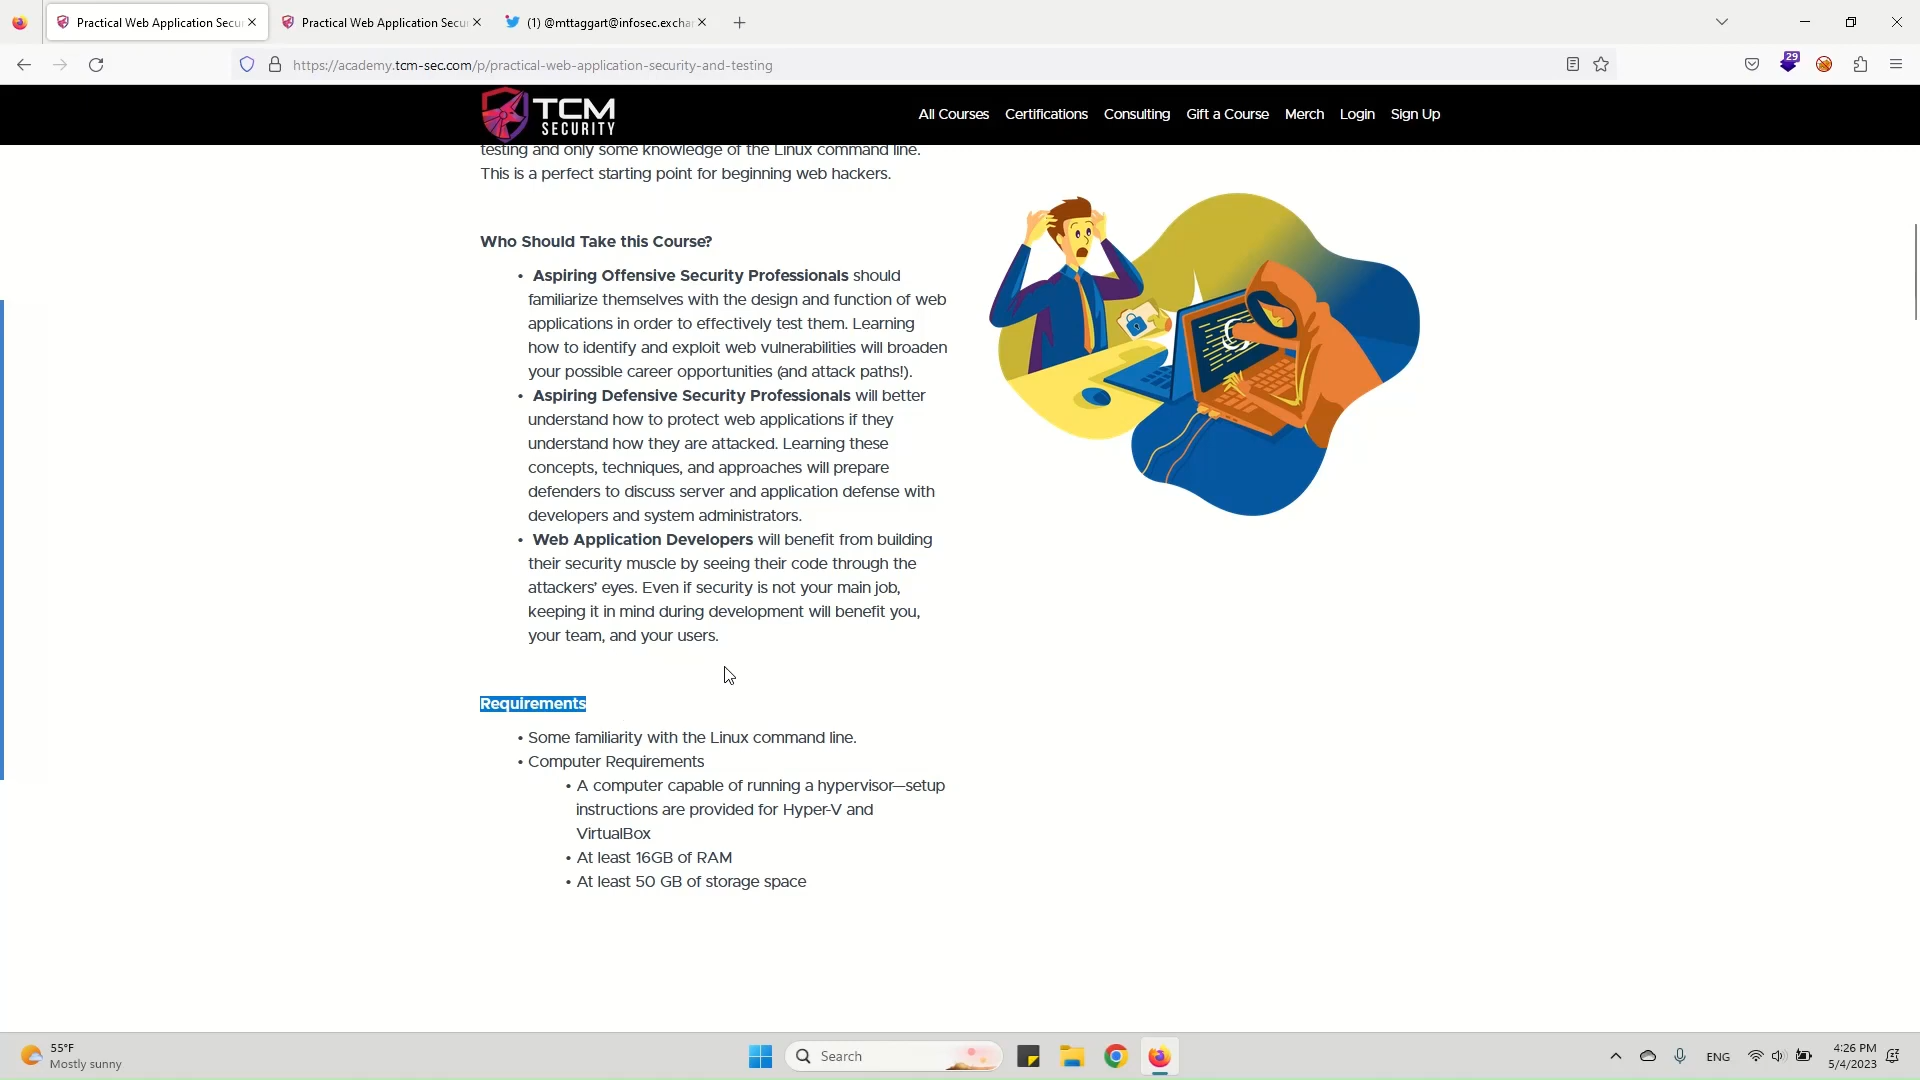 Practical Web Application Secu
Practical Web Application Secu
(1) @mttaggart@infosec.excha
https://academy.tcm-sec.com/p/practical-web-application-security-and-testing
29
TCM
SECURITY
All Courses
Certifications
Consulting
Gift a Course
Merch
Login
Sign Up
testing and only some knowledge of the Linux command line.
This is a perfect starting point for beginning web hackers.
Who Should Take this Course?
• Aspiring Offensive Security Professionals should
familiarize themselves with the design and function of web
applications in order to effectively test them. Learning
how to identify and exploit web vulnerabilities will broaden
your possible career opportunities (and attack paths!).
• Aspiring Defensive Security Professionals will better
understand how to protect web applications if they
understand how they are attacked. Learning these
concepts, techniques, and approaches will prepare
defenders to discuss server and application defense with
developers and system administrators.
• Web Application Developers will benefit from building
their security muscle by seeing their code through the
attackers’ eyes. Even if security is not your main job,
keeping it in mind during development will benefit you,
your team, and your users.
Requirements
• Some familiarity with the Linux command line.
• Computer Requirements
• A computer capable of running a hypervisor—setup
instructions are provided for Hyper-V and
VirtualBox
• At least 16GB of RAM
• At least 50 GB of storage space
55°F
Mostly sunny
Search
ENG
4:26 PM
5/4/2023